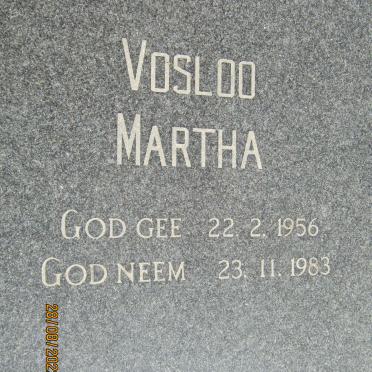 VOSLOO
MARTHA
GOD GEE 22. 2. 1956
GOD NEEM 23. 11. 1983